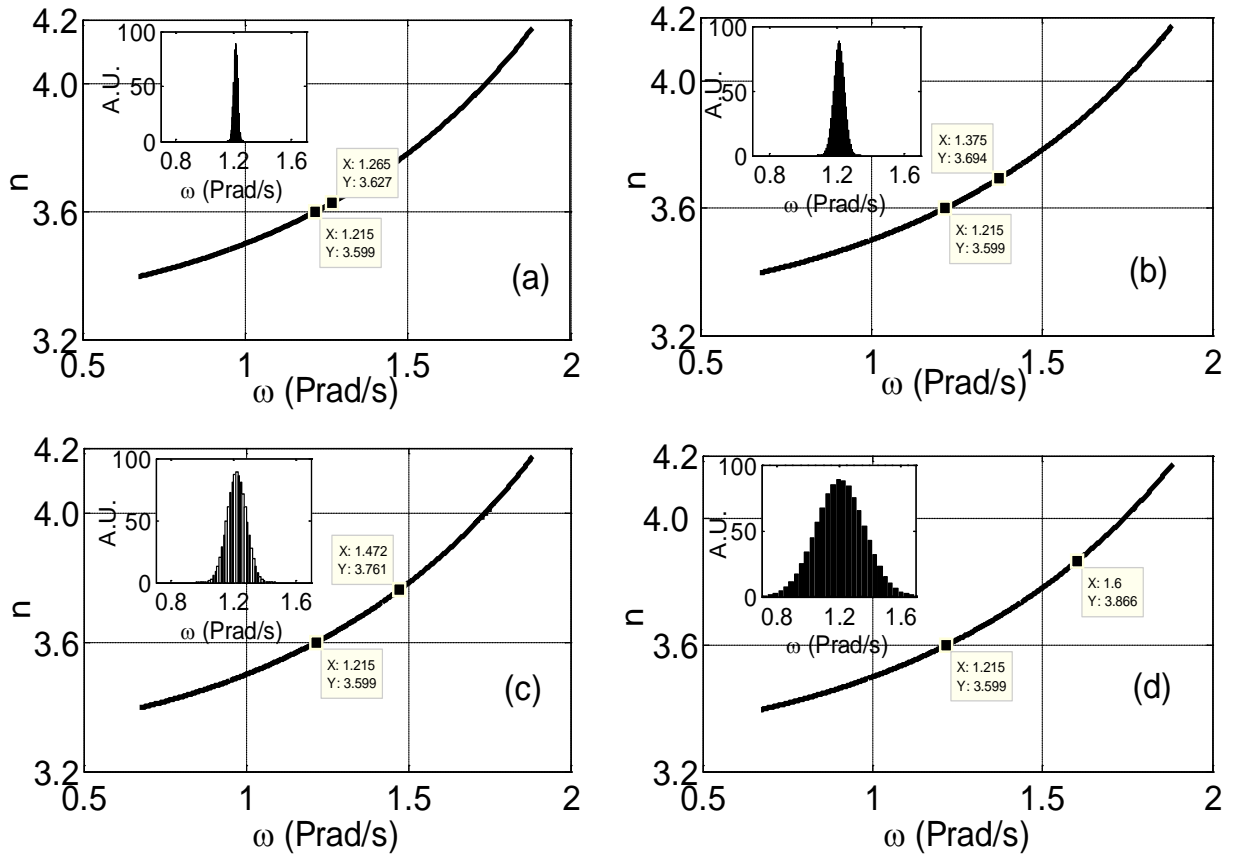 4.2
100
A.U.
50
0
0.8 1.2 1.6
ω (Prad/s)
4.0
n
X: 1.265
Y: 3.627
3.6
X: 1.215
Y: 3.599
(a)
3.2
0.5 1 1.5 2
ω (Prad/s)
4.2
100
A.U.
50
0
0.8 1.2 1.6
ω (Prad/s)
4.0
n
X: 1.375
Y: 3.694
3.6
X: 1.215
Y: 3.599
(b)
3.2
0.5 1 1.5 2
ω (Prad/s)
4.2
100
A.U.
50
0
0.8 1.2 1.6
ω (Prad/s)
4.0
n
X: 1.472
Y: 3.761
3.6
X: 1.215
Y: 3.599
(c)
3.2
0.5 1 1.5 2
ω (Prad/s)
4.2
100
A.U.
50
0
0.8 1.2 1.6
ω (Prad/s)
4.0
n
X: 1.6
Y: 3.866
3.6
X: 1.215
Y: 3.599
(d)
3.2
0.5 1 1.5 2
ω (Prad/s)